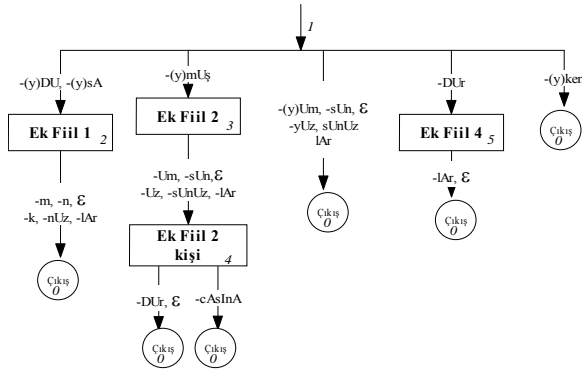 1
-(y)DU, -(y)sA
-(y)mUş
-DUr
-(y)ken
Ek Fiil 1 2
Ek Fiil 2 3
-(y)Um, -sUn, ε
-yUz, sUnUz
lAr
Ek Fiil 4 5
Çıkış
0
-m, -n, ε
-k, -nUz, -lAr
-Um, -sUn, ε
-Uz, -sUnUz, -lAr
Çıkış
0
-lAr, ε
Çıkış
0
Çıkış
0
Ek Fiil 2
kişi 4
-DUr, ε
-cAsInA
Çıkış
0
Çıkış
0